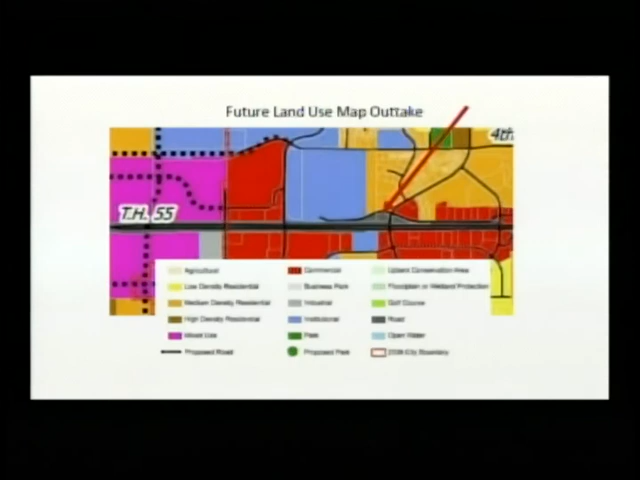 Future Land Use Map Outtake
4th
T.H. 55
Agricultural Commercial Upland Conservation Area
Low Density Residential Business Park Floodplain or Wetland Protection
Medium Density Residential Industrial Golf Course
High Density Residential Institutional Road
Mixed Use Park Open Water
Proposed Road Proposed Park City Boundary